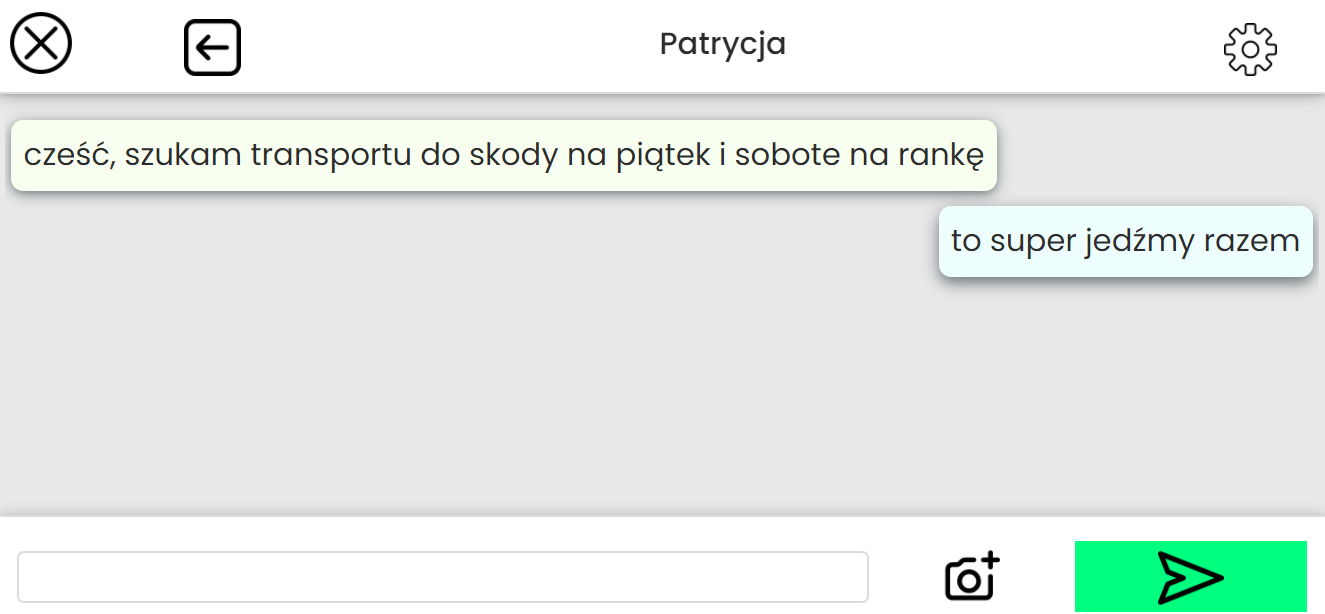 Patrycja
cześć, szukam transportu do skody na piątek i sobote na rankę
to super jedźmy razem